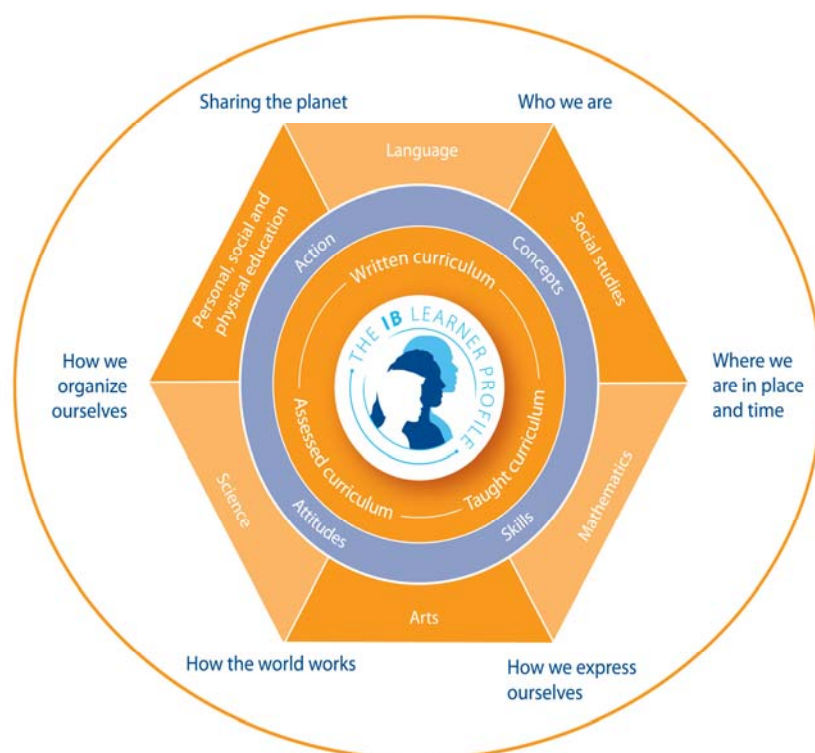 Sharing the planet
Who we are
Language
Personal, social and
physical education
Social studies
Action
Concepts
Written curriculum
THE IB LEARNER PROFILE
How we
organize
ourselves
Where we
are in place
and time
Assessed curriculum
Taught curriculum
Science
Mathematics
Attitudes
Skills
Arts
How the world works
How we express
ourselves